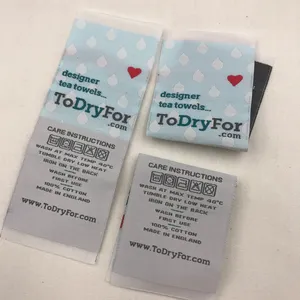 designer
tea towels...
ToDryFor
.com
CARE INSTRUCTIONS
WASH AT MAX TEMP 40°C
TUMBLE DRY LOW HEAT
IRON ON THE BACK
WASH BEFORE
FIRST USE
100% COTTON
MADE IN ENGLAND
www.ToDryFor.com
designer
tea towels...
ToDryFor
.com
CARE INSTRUCTIONS
WASH AT MAX TEMP 40°C
TUMBLE DRY LOW HEAT
IRON ON THE BACK
WASH BEFORE
FIRST USE
100% COTTON
MADE IN ENGLAND
www.ToDryFor.com